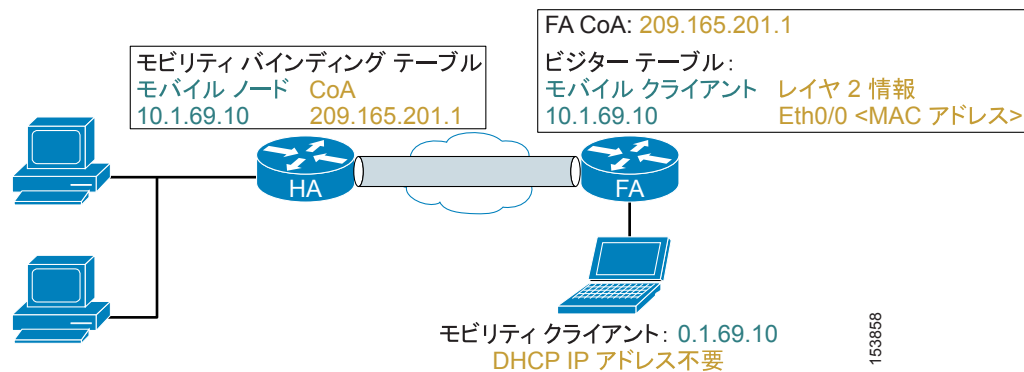 モビリティ バインディング テーブル
モバイル ノード CoA
10.1.69.10 209.165.201.1
FA CoA: 209.165.201.1
ビジター テーブル:
モバイル クライアント レイヤ 2 情報
10.1.69.10 Eth0/0 <MAC アドレス>
HA
FA
モビリティ クライアント: 0.1.69.10
DHCP IP アドレス不要
153858